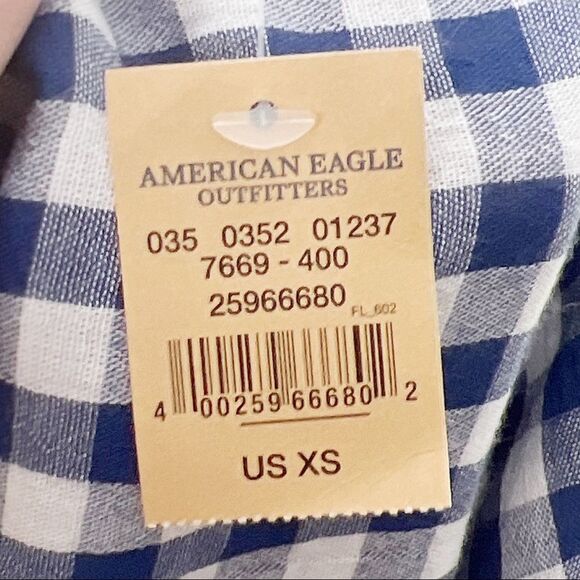 AMERICAN EAGLE
OUTFITTERS
035 0352 01237
7669 - 400
25966680
FL_602
4 00259 66680 2
US XS